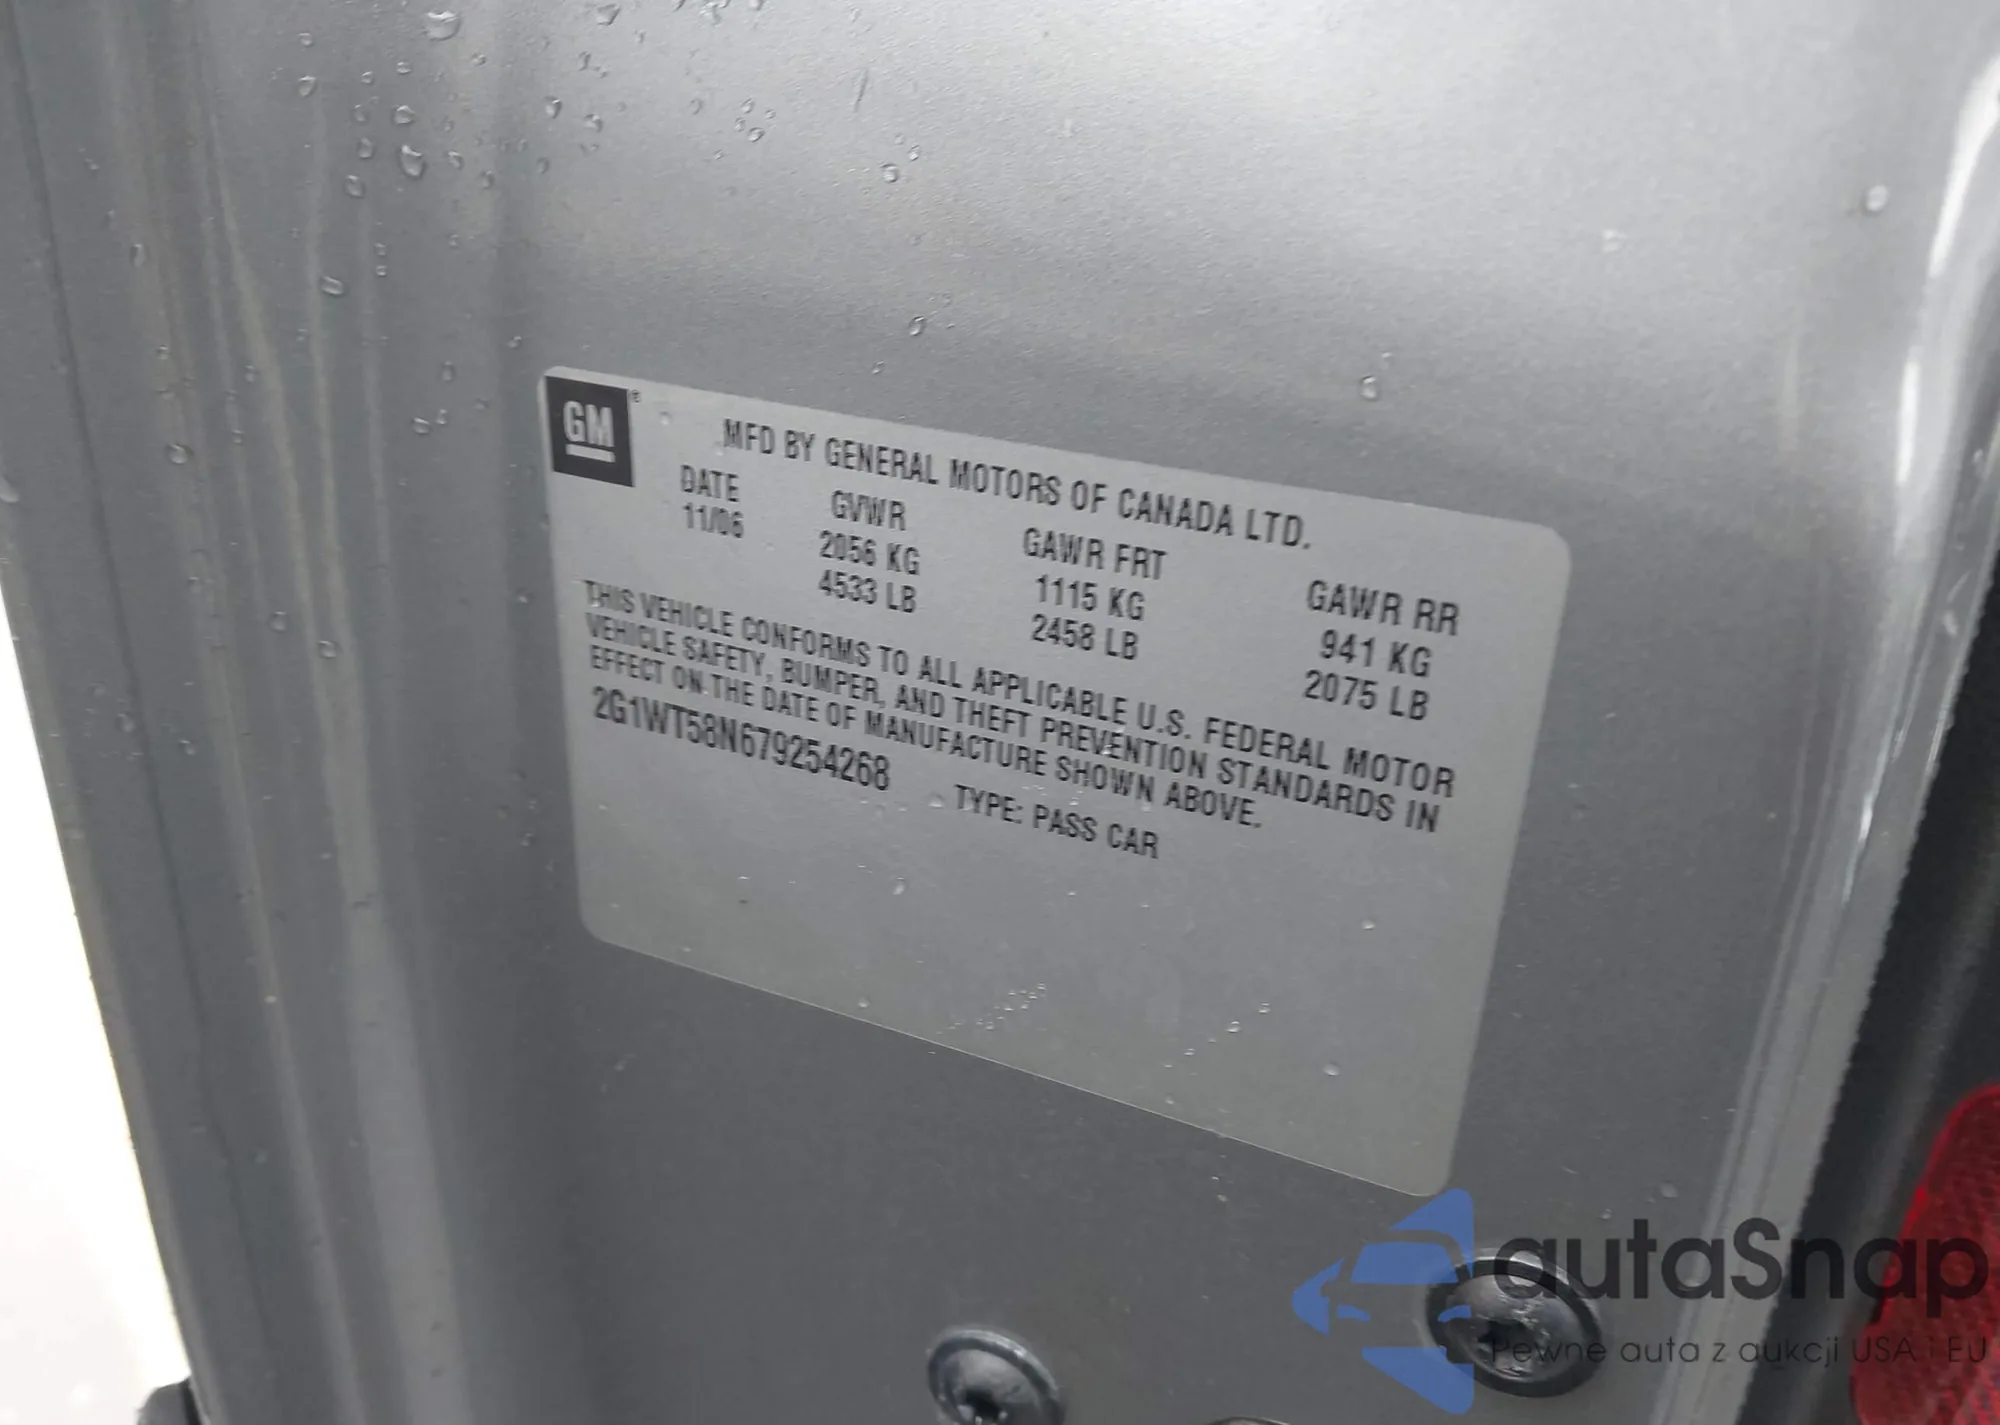 GM ®
MFD BY GENERAL MOTORS OF CANADA LTD.
DATE GVWR GAWR FRT GAWR RR
11/06 2056 KG 1115 KG 941 KG
4533 LB 2458 LB 2075 LB
THIS VEHICLE CONFORMS TO ALL APPLICABLE U.S. FEDERAL MOTOR
VEHICLE SAFETY, BUMPER, AND THEFT PREVENTION STANDARDS IN
EFFECT ON THE DATE OF MANUFACTURE SHOWN ABOVE.
2G1WT58N679254268 TYPE: PASS CAR
autaSnap
Pewne auta z aukcji USA i EU